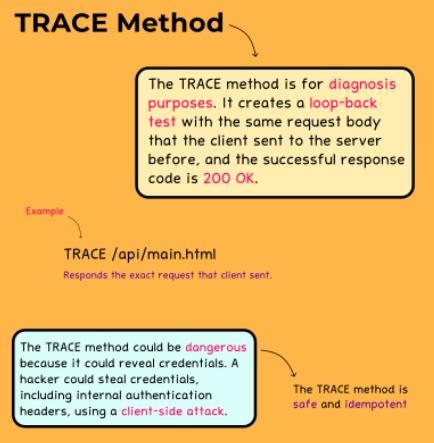 TRACE Method
The TRACE method is for diagnosis
purposes. It creates a loop-back
test with the same request body
that the client sent to the server
before, and the successful response
code is 200 OK.
Example
TRACE /api/main.html
Responds the exact request that client sent.
The TRACE method could be dangerous
because it could reveal credentials. A
hacker could steal credentials,
including internal authentication
headers, using a client-side attack.
The TRACE method is
safe and idempotent